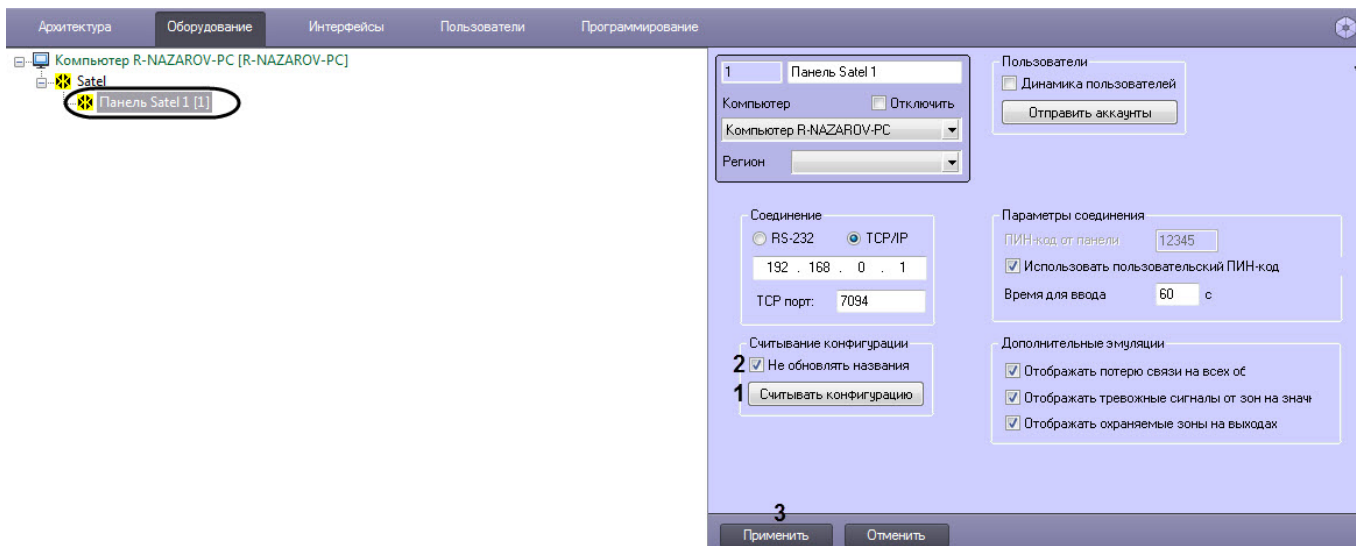 Архитектура Оборудование Интерфейсы Пользователи Программирование
Компьютер R-NAZAROV-PC [R-NAZAROV-PC]
Satel
Панель Satel 1 [1]
1 Панель Satel 1
Компьютер Отключить
Компьютер R-NAZAROV-PC
Регион
Пользователи
Динамика пользователей
Отправить аккаунты
Соединение
RS-232 TCP/IP
192 . 168 . 0 . 1
TCP порт: 7094
Параметры соединения
ПИН-код от панели 12345
Использовать пользовательский ПИН-код
Время для ввода 60 с
Считывание конфигурации
2 Не обновлять названия
1 Считывать конфигурацию
Дополнительные эмуляции
Отображать потерю связи на всех об
Отображать тревожные сигналы от зон на значк
Отображать охраняемые зоны на выходах
3
Применить Отменить